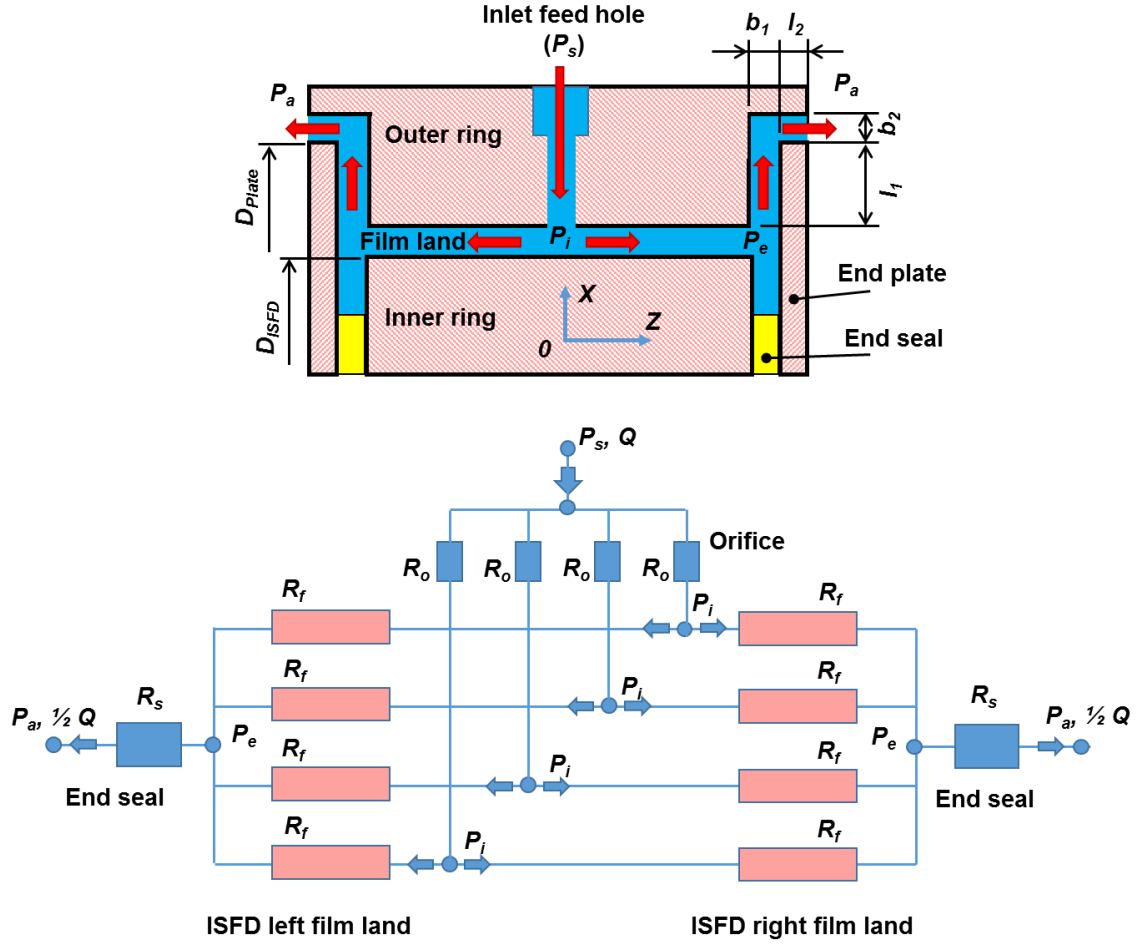 Inlet feed hole
(Ps)
b1
l2
Pa
Pa
b2
Outer ring
DPlate
l1
Film land
Pi
Pe
End plate
X
DISFD
Inner ring
Z
0
End seal
Ps, Q
Orifice
Ro
Ro
Ro
Ro
Rf
Pi
Rf
Rf
Pi
Rf
Rs
Rs
Pa, ½ Q
Pe
Pe
Pa, ½ Q
Rf
Pi
Rf
End seal
End seal
Rf
Pi
Rf
ISFD left film land
ISFD right film land